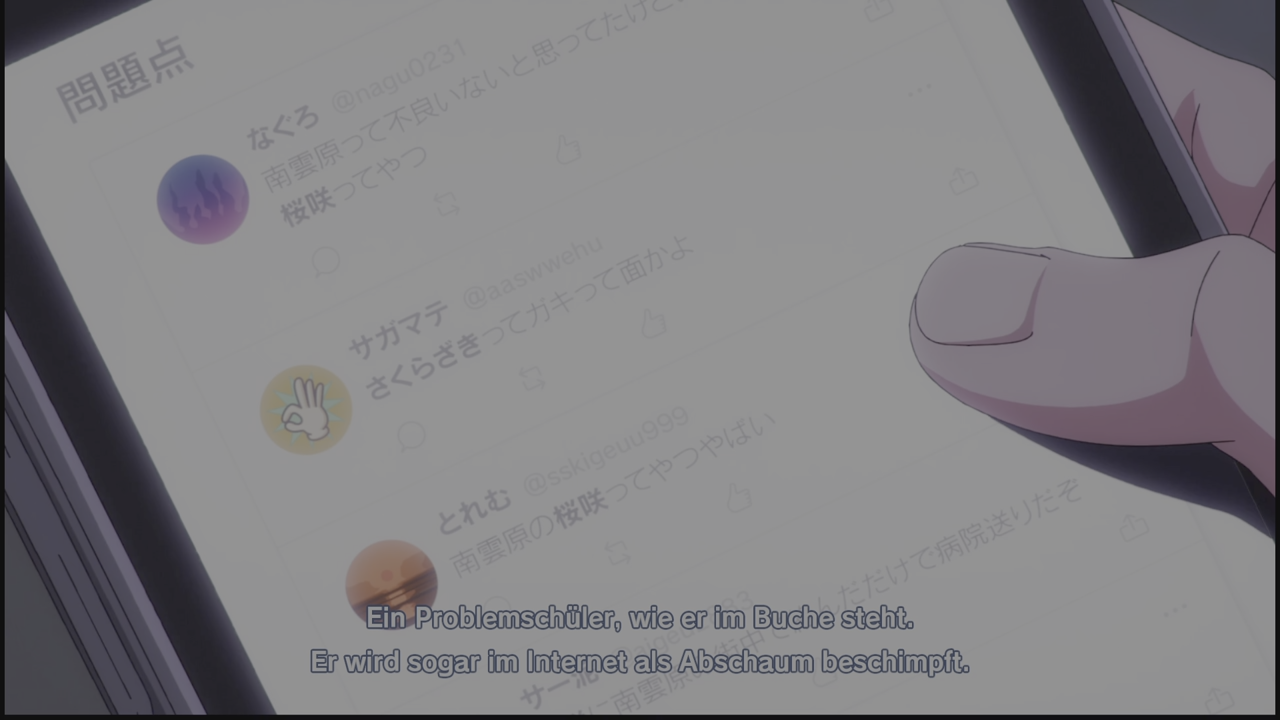 問題点
なぐろ @nagu0231
南雲原って不良いないと思ってたけど
桜咲ってやつ
サガマテ @aaswwehu
さくらざきってガキって面かよ
とれむ @sskigeuu999
南雲原の桜咲ってやつやばい
Ein Problemschüler, wie er im Buche steht.
Er wird sogar im Internet als Abschaum beschimpft.
んだだけで病院送りだぞ